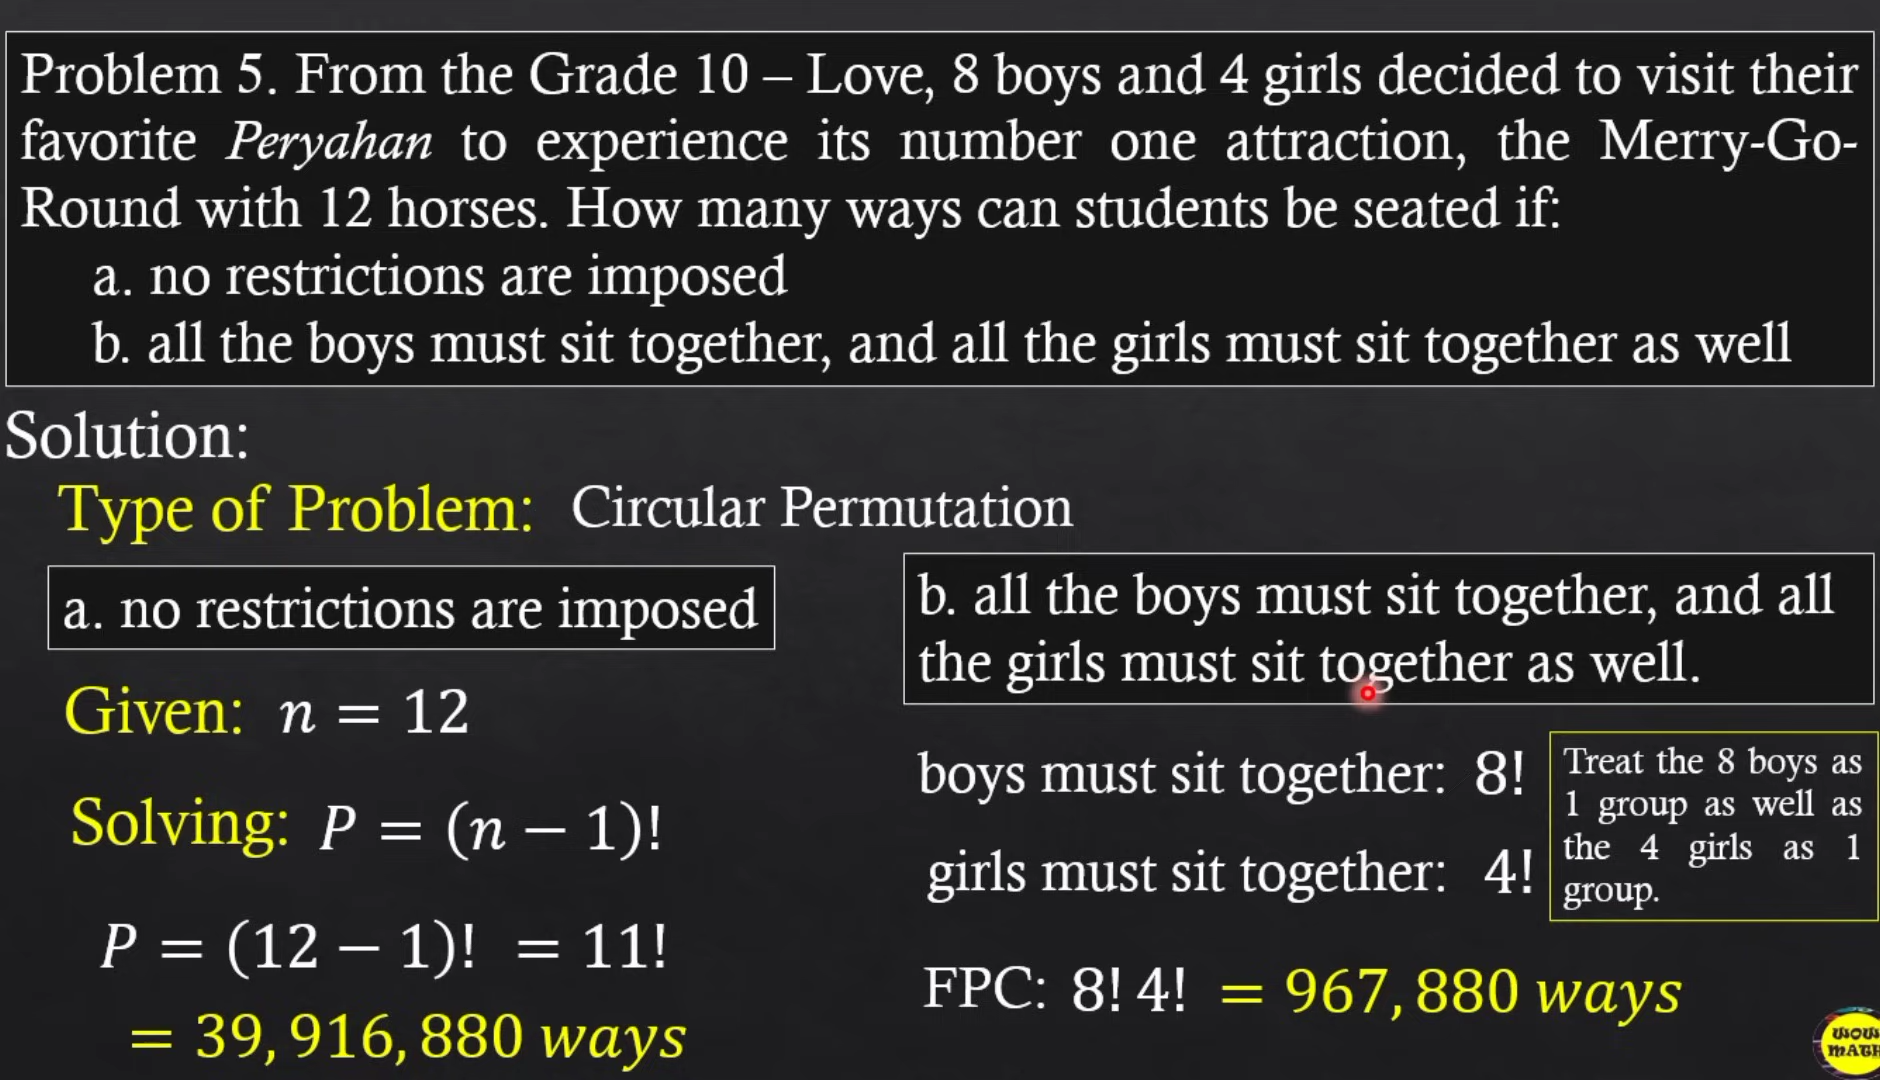 Problem 5. From the Grade 10 – Love, 8 boys and 4 girls decided to visit their
favorite Peryahan to experience its number one attraction, the Merry-Go-
Round with 12 horses. How many ways can students be seated if:
a. no restrictions are imposed
b. all the boys must sit together, and all the girls must sit together as well
Solution:
Type of Problem: Circular Permutation
a. no restrictions are imposed
Given: n = 12
Solving: P = (n − 1)!
P = (12 − 1)! = 11!
= 39,916,880 ways
b. all the boys must sit together, and all
the girls must sit together as well.
boys must sit together: 8!
girls must sit together: 4!
Treat the 8 boys as
1 group as well as
the 4 girls as 1
group.
FPC: 8! 4! = 967,880 ways
WOW
MATH